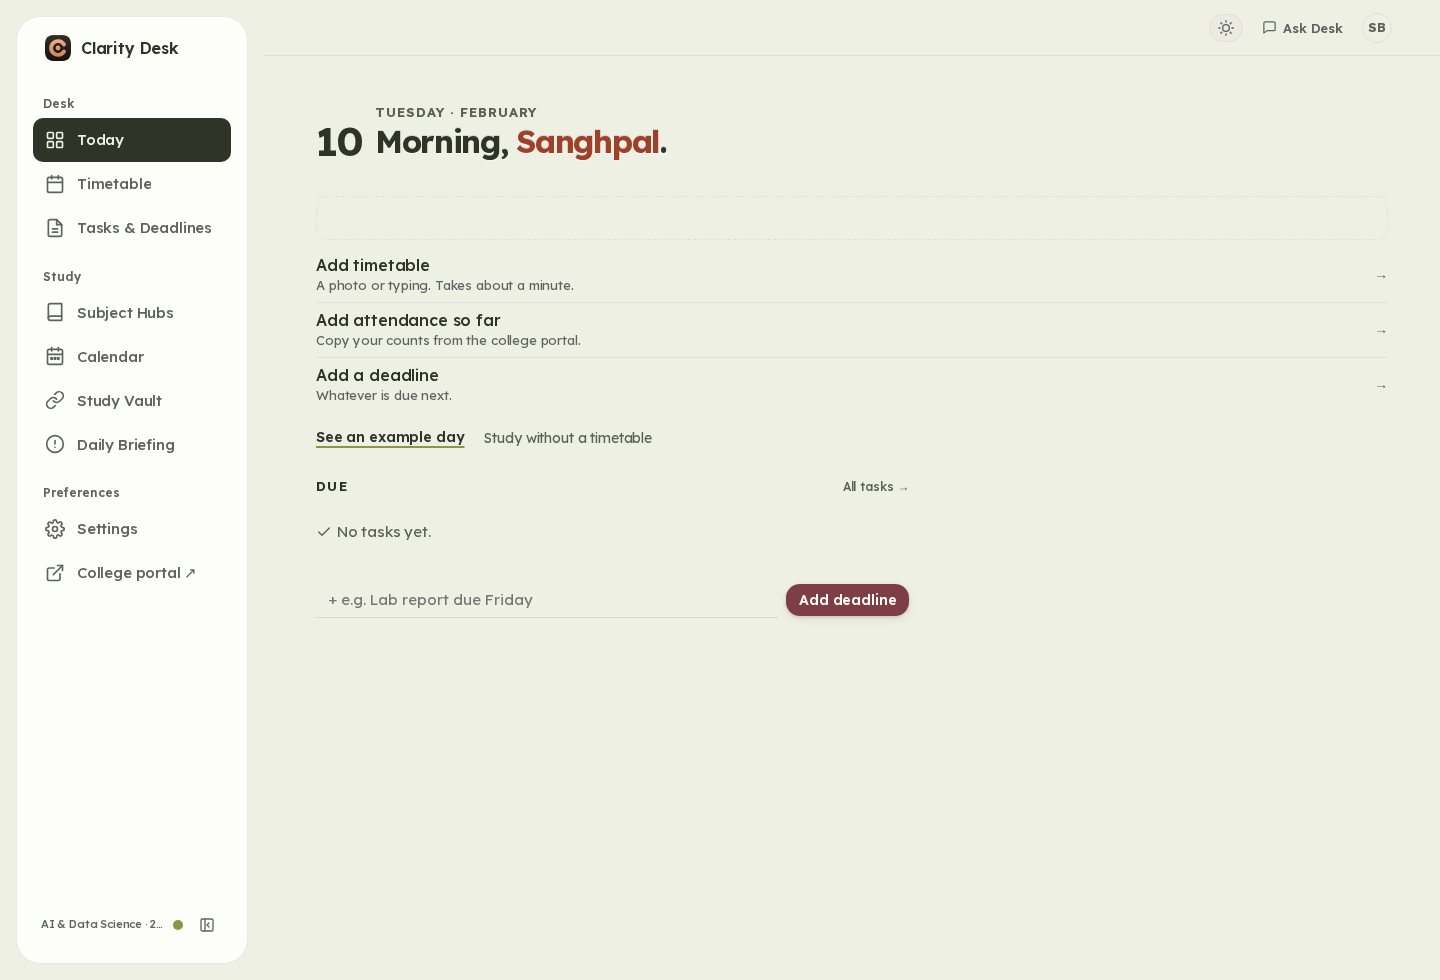 Clarity Desk
Desk
Today
Timetable
Tasks & Deadlines
Study
Subject Hubs
Calendar
Study Vault
Daily Briefing
Preferences
Settings
College portal ↗
AI & Data Science · 2...
Ask Desk
SB
TUESDAY · FEBRUARY
10 Morning, Sanghpal.
Add timetable
A photo or typing. Takes about a minute.
→
Add attendance so far
Copy your counts from the college portal.
→
Add a deadline
Whatever is due next.
→
See an example day Study without a timetable
DUE
All tasks →
No tasks yet.
+ e.g. Lab report due Friday
Add deadline